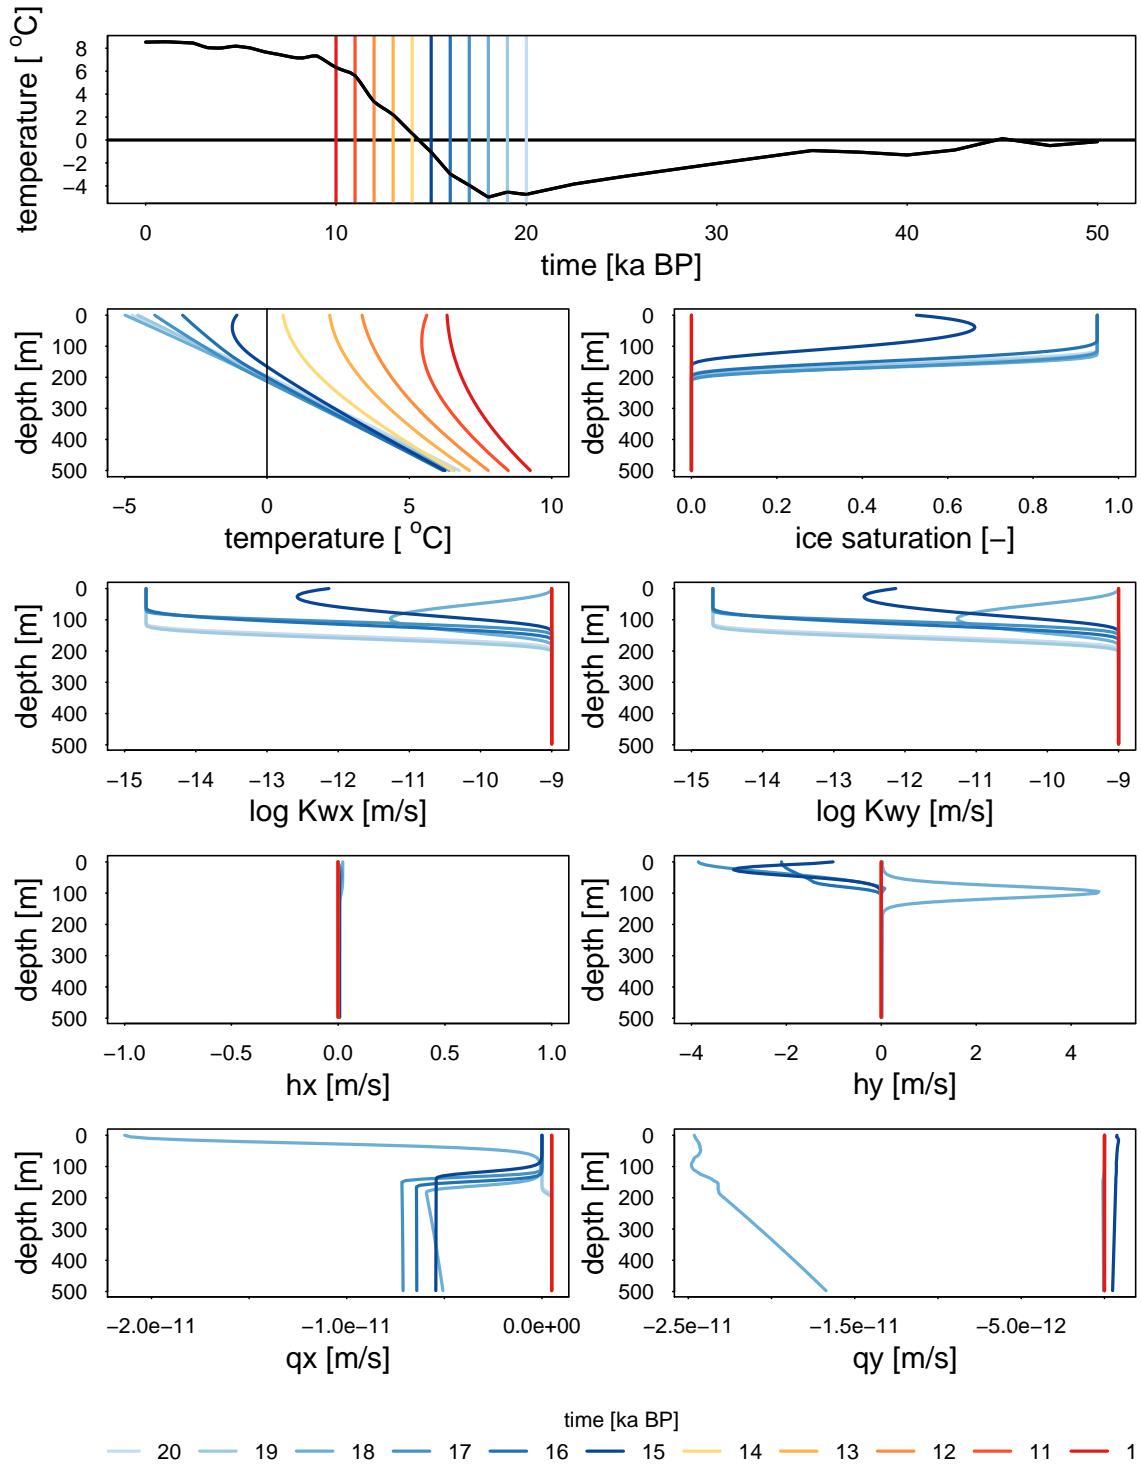 temperature [ °C]
8
6
4
2
0
−2
−4
0 10 20 30 40 50
time [ka BP]
depth [m]
0
100
200
300
400
500
−5 0 5 10
temperature [ °C]
depth [m]
0
100
200
300
400
500
0.0 0.2 0.4 0.6 0.8 1.0
ice saturation [−]
depth [m]
0
100
200
300
400
500
−15 −14 −13 −12 −11 −10 −9
log Kwx [m/s]
depth [m]
0
100
200
300
400
500
−15 −14 −13 −12 −11 −10 −9
log Kwy [m/s]
depth [m]
0
100
200
300
400
500
−1.0 −0.5 0.0 0.5 1.0
hx [m/s]
depth [m]
0
100
200
300
400
500
−4 −2 0 2 4
hy [m/s]
depth [m]
0
100
200
300
400
500
−2.0e−11 −1.0e−11 0.0e+00
qx [m/s]
depth [m]
0
100
200
300
400
500
−2.5e−11 −1.5e−11 −5.0e−12
qy [m/s]
time [ka BP]
20 19 18 17 16 15 14 13 12 11 1